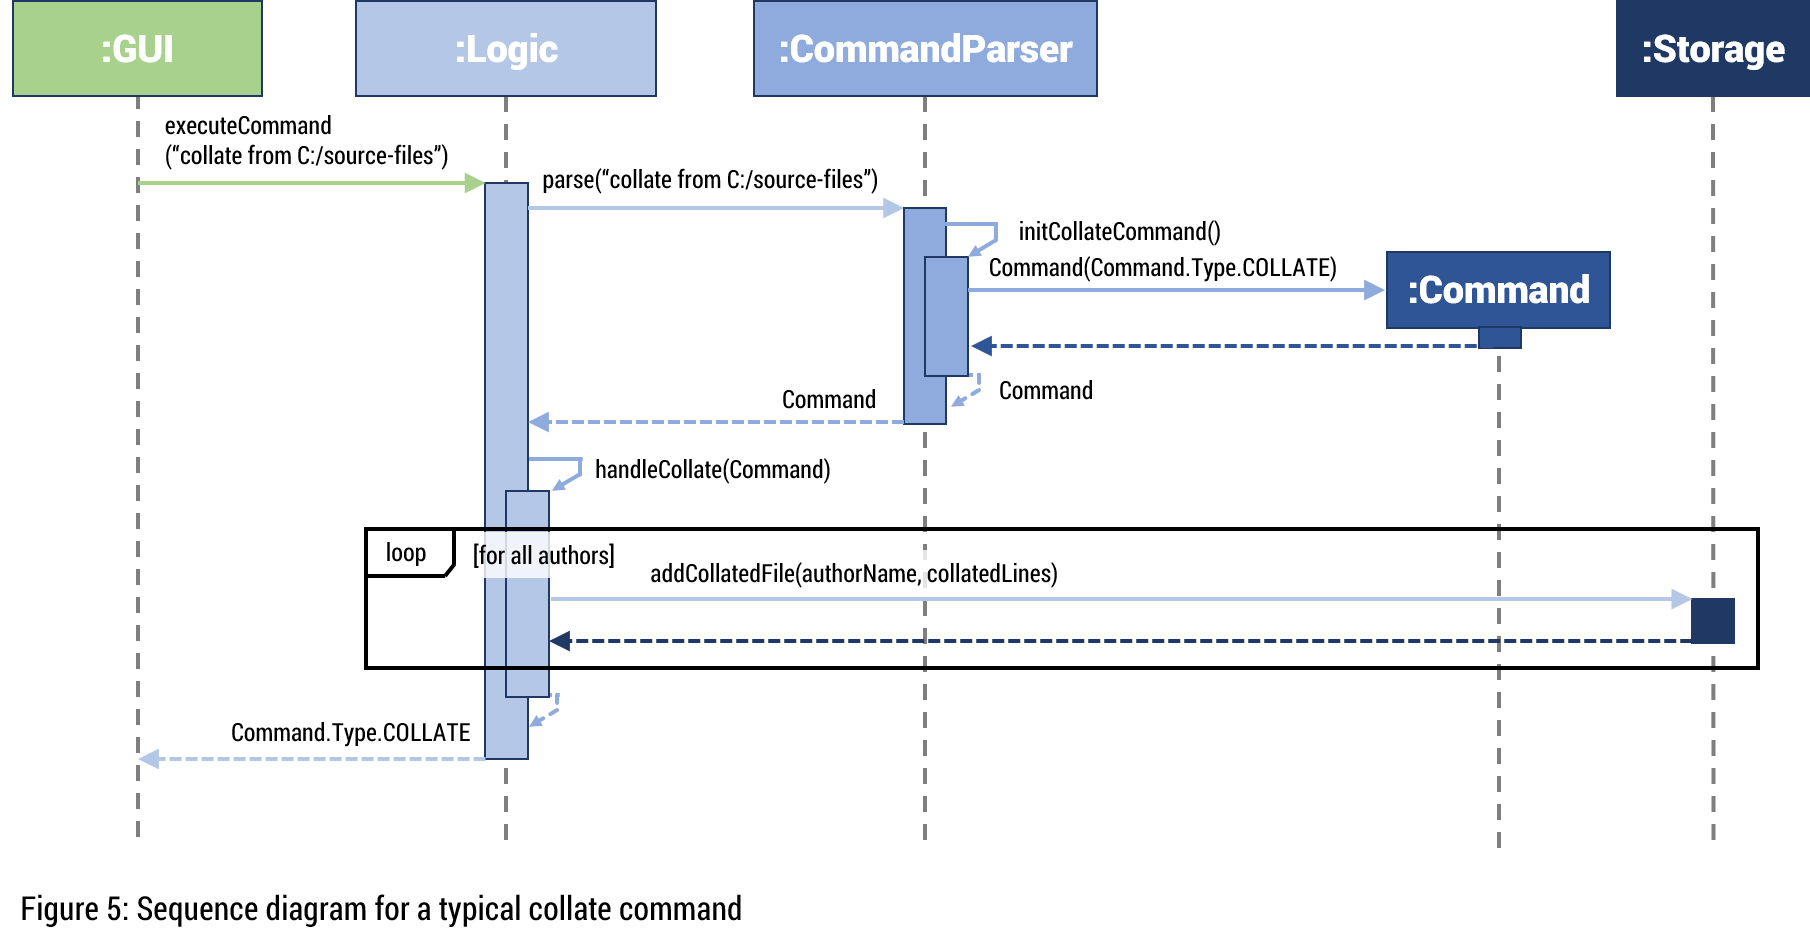 :GUI
:Logic
:CommandParser
:Storage
executeCommand
(“collate from C:/source-files”)
parse(“collate from C:/source-files”)
initCollateCommand()
Command(Command.Type.COLLATE)
:Command
Command
Command
handleCollate(Command)
loop
[for all authors]
addCollatedFile(authorName, collatedLines)
Command.Type.COLLATE
Figure 5: Sequence diagram for a typical collate command